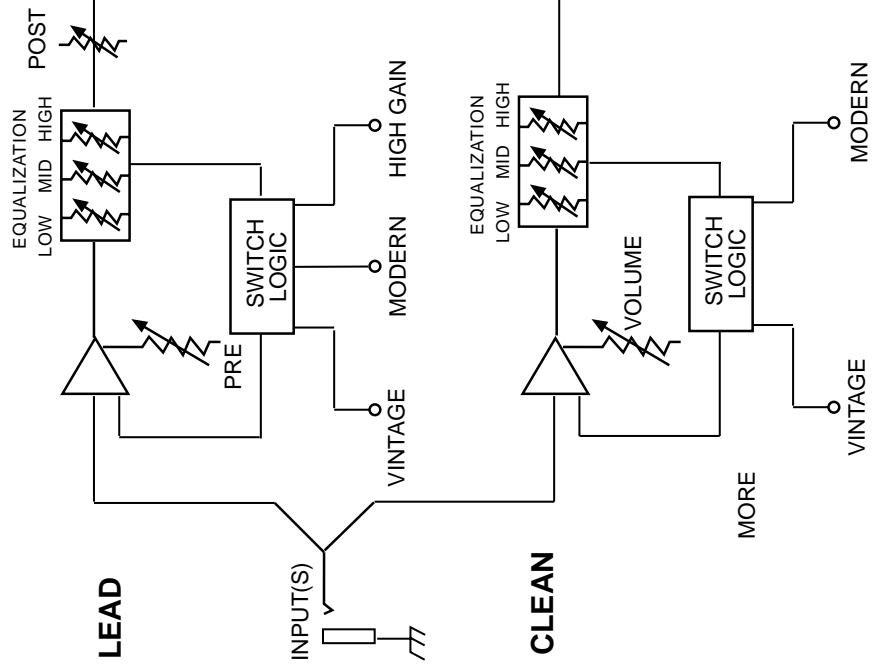 LEAD
INPUT(S)
PRE
EQUALIZATION
LOW MID HIGH
POST
SWITCH
LOGIC
VINTAGE
MODERN
HIGH GAIN
CLEAN
MORE
VOLUME
EQUALIZATION
LOW MID HIGH
SWITCH
LOGIC
VINTAGE
MODERN